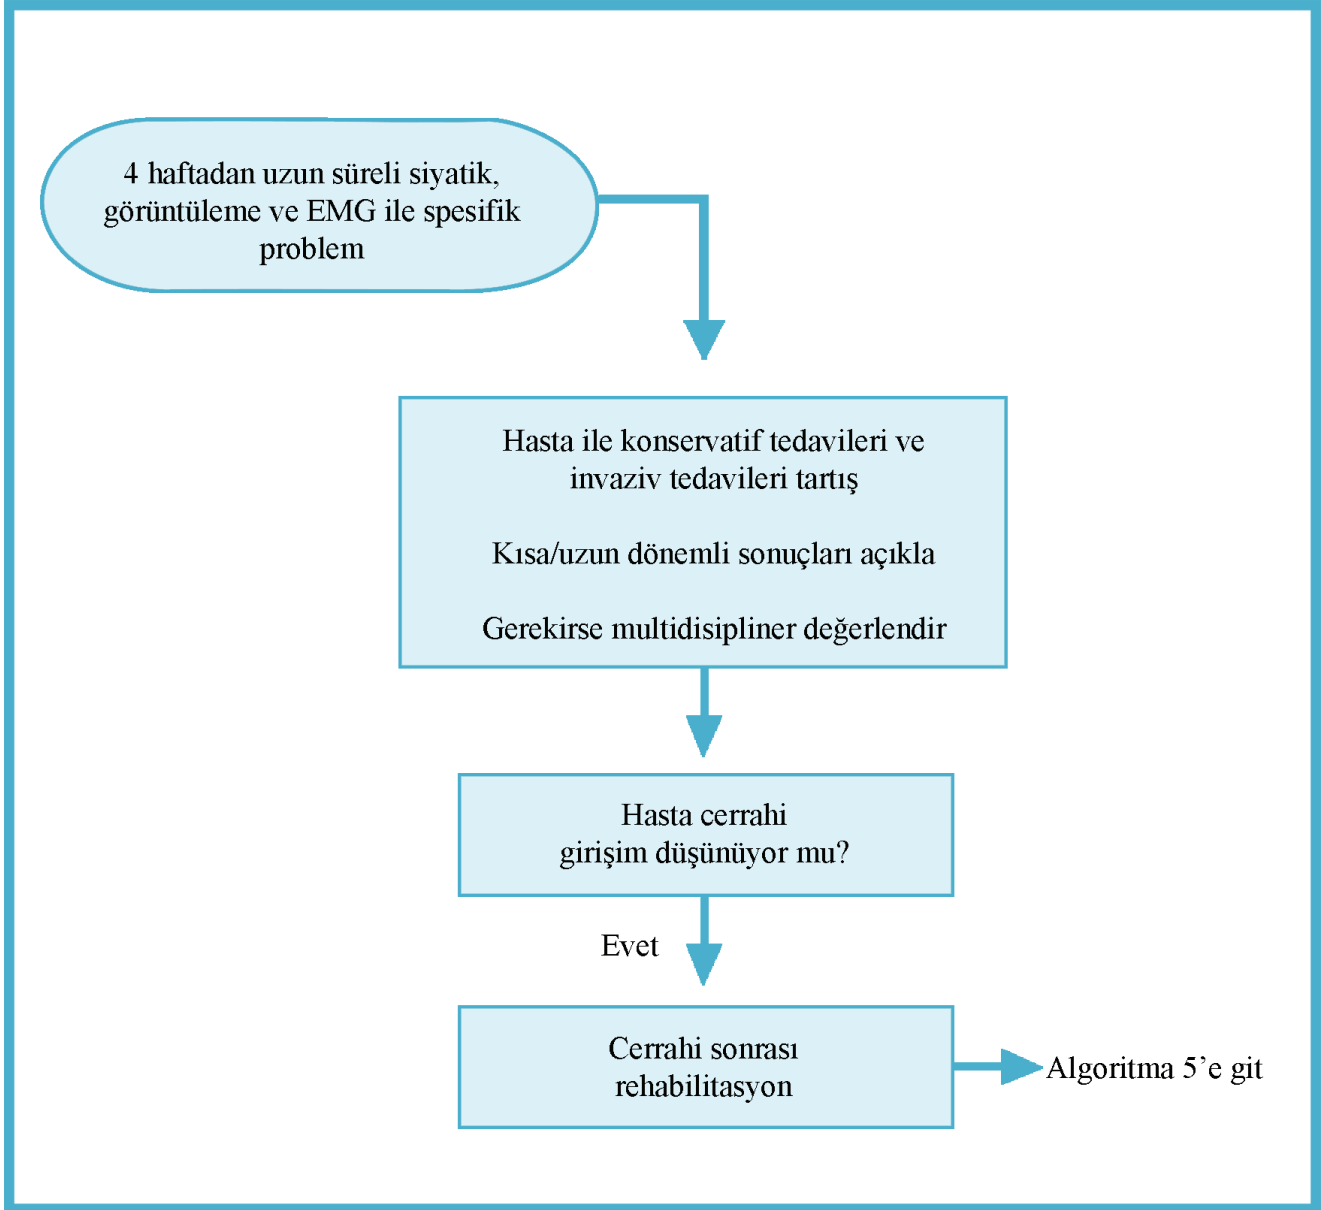 4 haftadan uzun süreli siyatik,
görüntüleme ve EMG ile spesifik
problem
Hasta ile konservatif tedavileri ve
invaziv tedavileri tartış
Kısa/uzun dönemli sonuçları açıkla
Gerekirse multidisipliner değerlendir
Hasta cerrahi
girişim düşünüyor mu?
Evet
Cerrahi sonrası
rehabilitasyon
Algoritma 5’e git